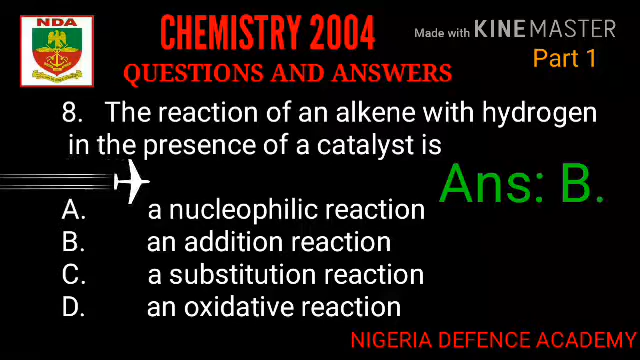 NDA
CHEMISTRY 2004
Made with KINEMASTER
Part 1
QUESTIONS AND ANSWERS
8. The reaction of an alkene with hydrogen
in the presence of a catalyst is
Ans: B.
A. a nucleophilic reaction
B. an addition reaction
C. a substitution reaction
D. an oxidative reaction
NIGERIA DEFENCE ACADEMY